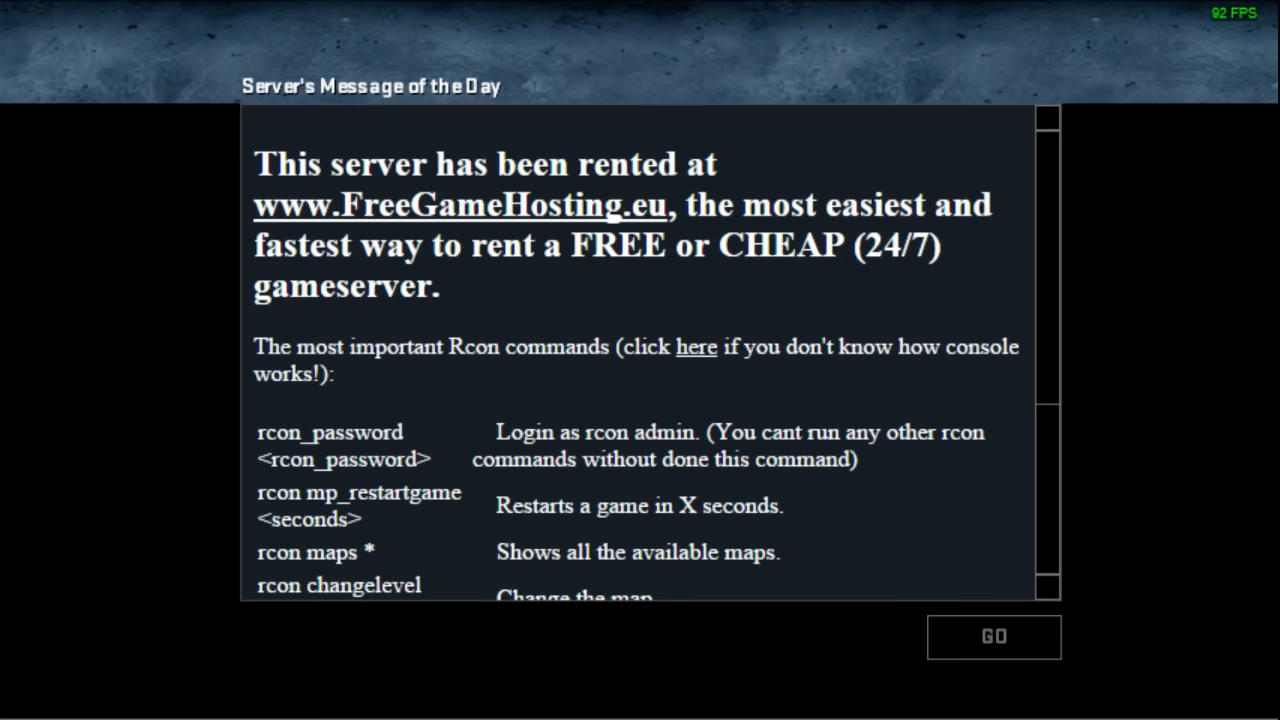 92 FPS
Server's Message of the Day
This server has been rented at
www.FreeGameHosting.eu, the most easiest and
fastest way to rent a FREE or CHEAP (24/7)
gameserver.
The most important Rcon commands (click here if you don't know how console
works!):
rcon_password Login as rcon admin. (You cant run any other rcon
<rcon_password> commands without done this command)
rcon mp_restartgame
<seconds> Restarts a game in X seconds.
rcon maps * Shows all the available maps.
rcon changelevel
Change the map
GO